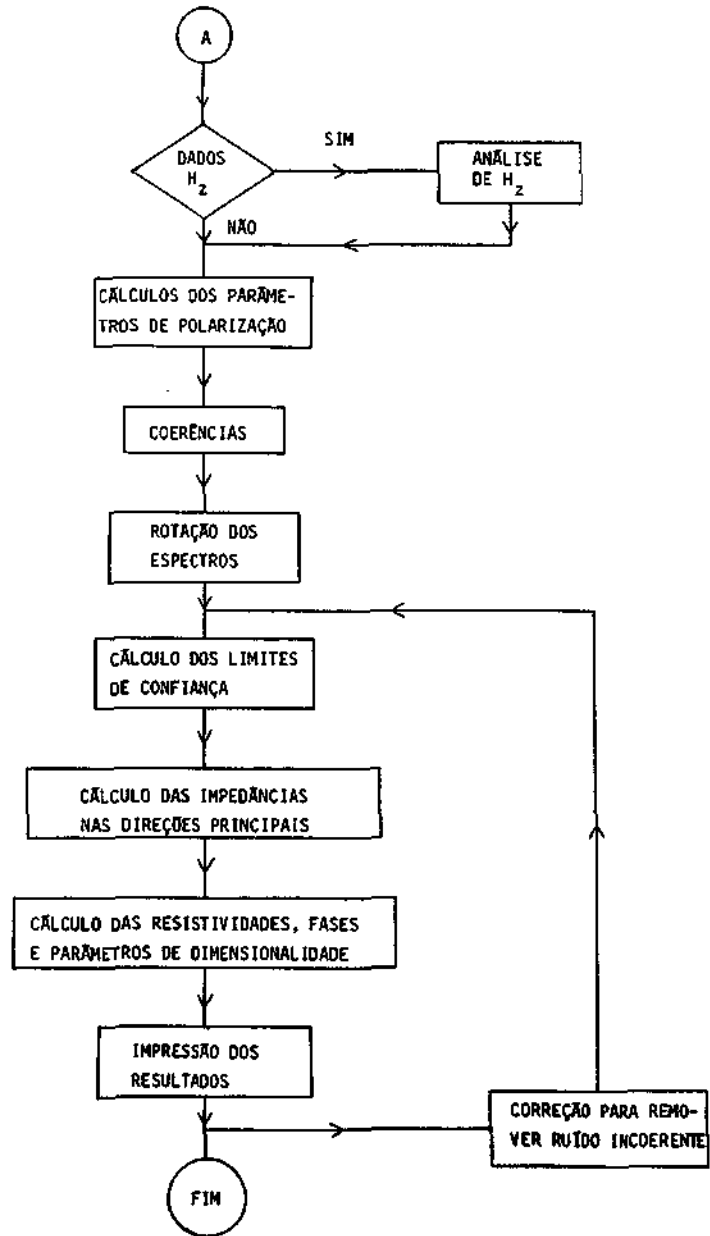 A
SIM
DADOS
H_z
ANÁLISE
DE H_z
NÃO
CÁLCULOS DOS PARÂME-
TROS DE POLARIZAÇÃO
COERÊNCIAS
ROTAÇÃO DOS
ESPECTROS
CÁLCULO DOS LIMITES
DE CONFIANÇA
CÁLCULO DAS IMPEDÂNCIAS
NAS DIREÇÕES PRINCIPAIS
CÁLCULO DAS RESISTIVIDADES, FASES
E PARÂMETROS DE DIMENSIONALIDADE
IMPRESSÃO DOS
RESULTADOS
CORREÇÃO PARA REMO-
VER RUÍDO INCOERENTE
FIM